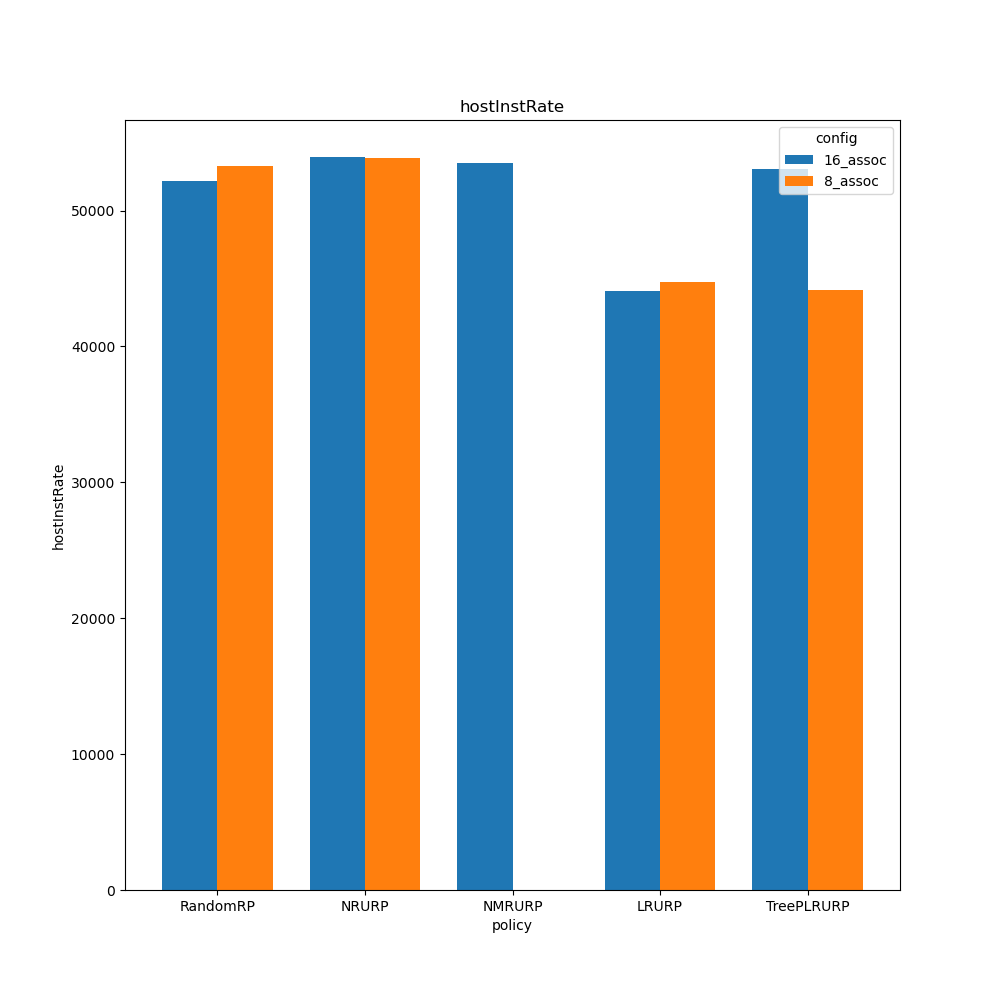 hostInstRate
config
16_assoc
8_assoc
hostInstRate
50000
40000
30000
20000
10000
0
RandomRP NRURP NMRURP LRURP TreePLRURP
policy